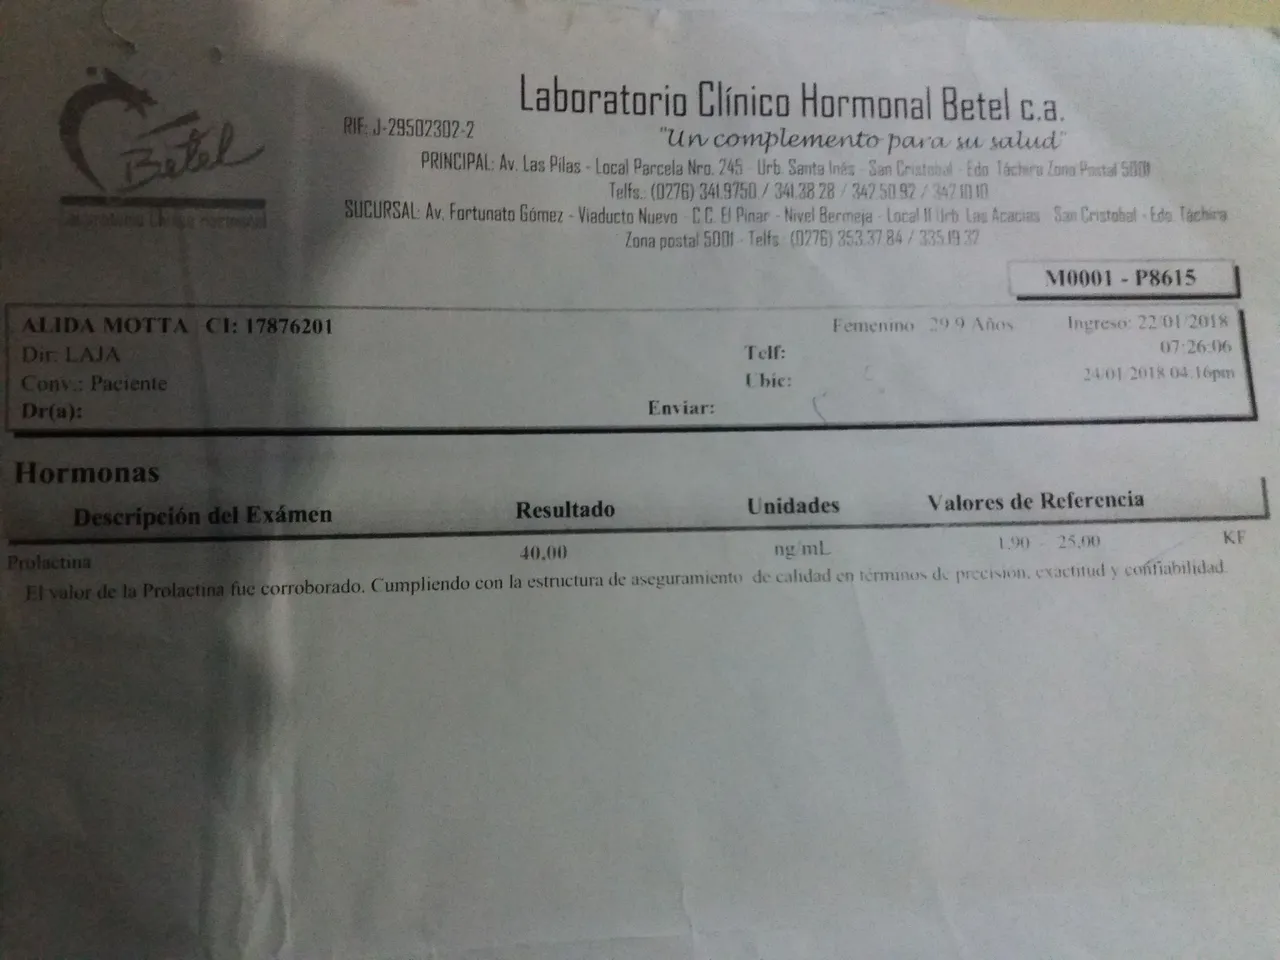 Betel
Laboratorio Clínico Hormonal
Laboratorio Clínico Hormonal Betel c.a.
RIF: J-29502302-2
"Un complemento para su salud"
PRINCIPAL: Av. Las Pilas - Local Parcela Nro. 245 - Urb. Santa Inés - San Cristobal - Edo. Táchira Zona Postal 5001
Telfs.: (0276) 341.9750 / 341.38.28 / 342.50.92 / 342.10.10
SUCURSAL: Av. Fortunato Gómez - Viaducto Nuevo - C.C. El Pinar - Nivel Bermeja - Local 11 Urb. Las Acacias San Cristobal - Edo. Táchira
Zona postal 5001 - Telfs. (0276) 353.37.84 / 335.19.37
M0001 - P8615
ALIDA MOTTA CI: 17876201
Femenino 29.9 Años
Ingreso: 22/01/2018
Dir: LAJA
Telf:
07:26:06
Conv.: Paciente
Ubic:
24/01/2018 04:16pm
Dr(a):
Enviar:
Hormonas
Descripción del Exámen Resultado Unidades Valores de Referencia
Prolactina 40,00 ng/mL 1,90 - 25,00 KF
El valor de la Prolactina fue corroborado. Cumpliendo con la estructura de aseguramiento de calidad en términos de precisión, exactitud y confiabilidad.